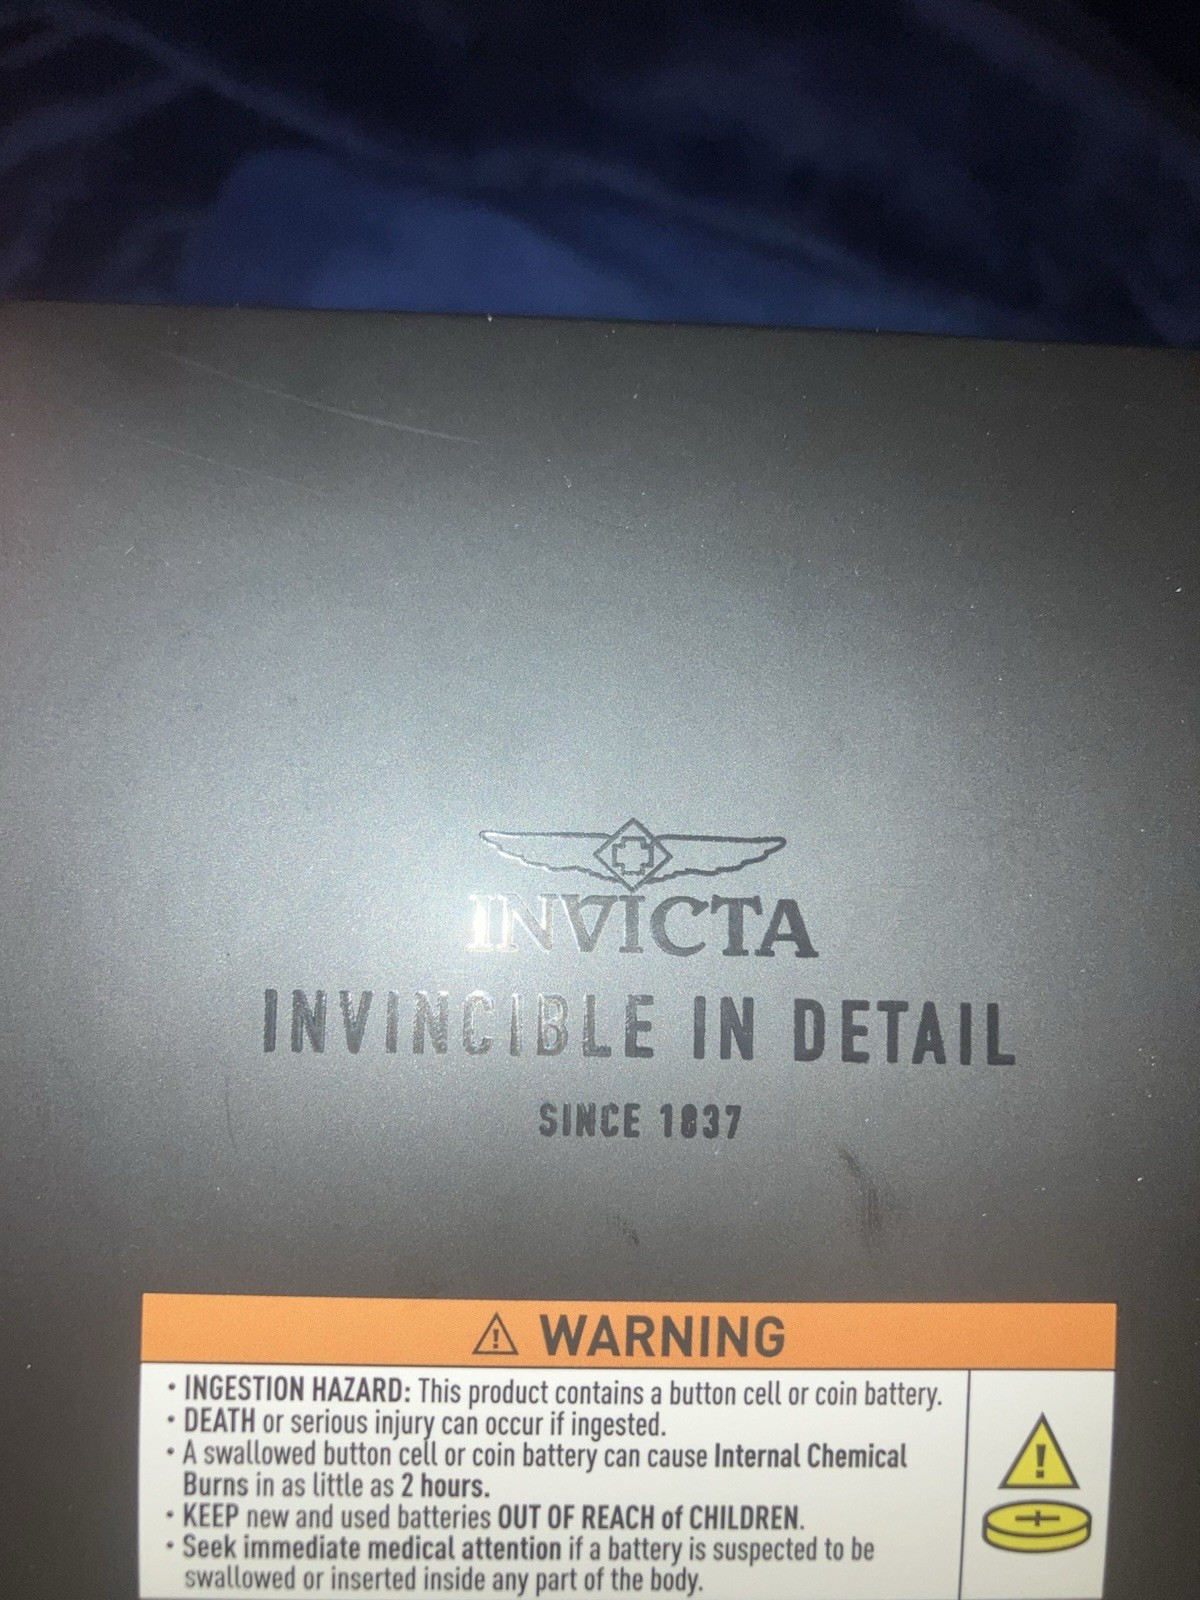 INVICTA
INVINCIBLE IN DETAIL
SINCE 1837
WARNING
• INGESTION HAZARD: This product contains a button cell or coin battery.
• DEATH or serious injury can occur if ingested.
• A swallowed button cell or coin battery can cause Internal Chemical
Burns in as little as 2 hours.
• KEEP new and used batteries OUT OF REACH of CHILDREN.
• Seek immediate medical attention if a battery is suspected to be
swallowed or inserted inside any part of the body.